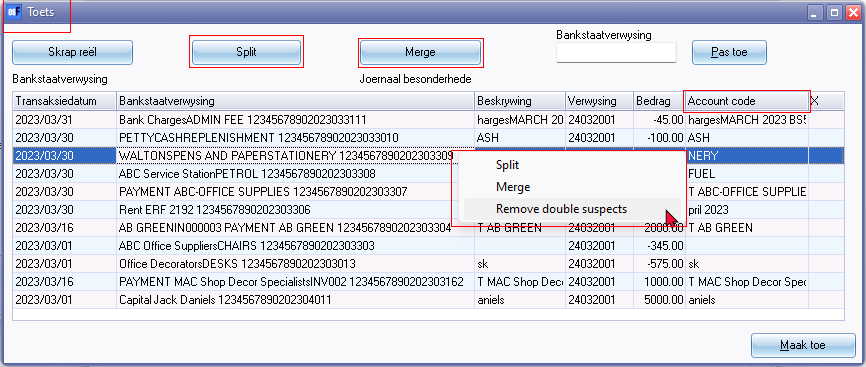 Toets
Bankstaatverwysing
Skrap reël Split Merge Pas toe
Bankstaatverwysing Joernaal besonderhede
Transaksiedatum Bankstaatverwysing Beskrywing Verwysing Bedrag Account code X
2023/03/31 Bank ChargesADMIN FEE 12345678902023033111 hargesMARCH 20 24032001 -45.00 hargesMARCH 2023 BS5
2023/03/30 PETTYCASHREPLENISHMENT 1234567890202303​3010 ASH 24032001 -100.00 ASH
2023/03/30 WALTONSPENS AND PAPERSTATIONERY 1234567890202303309 NERY
Split
2023/03/30 ABC Service StationPETROL 1234567890202303308 FUEL
Merge
2023/03/30 PAYMENT ABC-OFFICE SUPPLIES 1234567890202303307 T ABC-OFFICE SUPPLIE
Remove double suspects
2023/03/30 Rent ERF 2192 1234567890202303306 pril 2023
2023/03/16 AB GREENIN000003 PAYMENT AB GREEN 1234567890202303304 T AB GREEN 24032001 2000.00 T AB GREEN
2023/03/01 ABC Office SuppliersCHAIRS 1234567890202303303 24032001 -345.00
2023/03/01 Office DecoratorsDESKS 12345678902023033013 sk 24032001 -575.00 sk
2023/03/16 PAYMENT MAC Shop Decor SpecialistsINV002 123456789020230​3162 T MAC Shop Deco 24032001 1000.00 T MAC Shop Decor Spec
2023/03/01 Capital Jack Daniels 1234567890202304011 aniels 24032001 5000.00 aniels
Maak toe